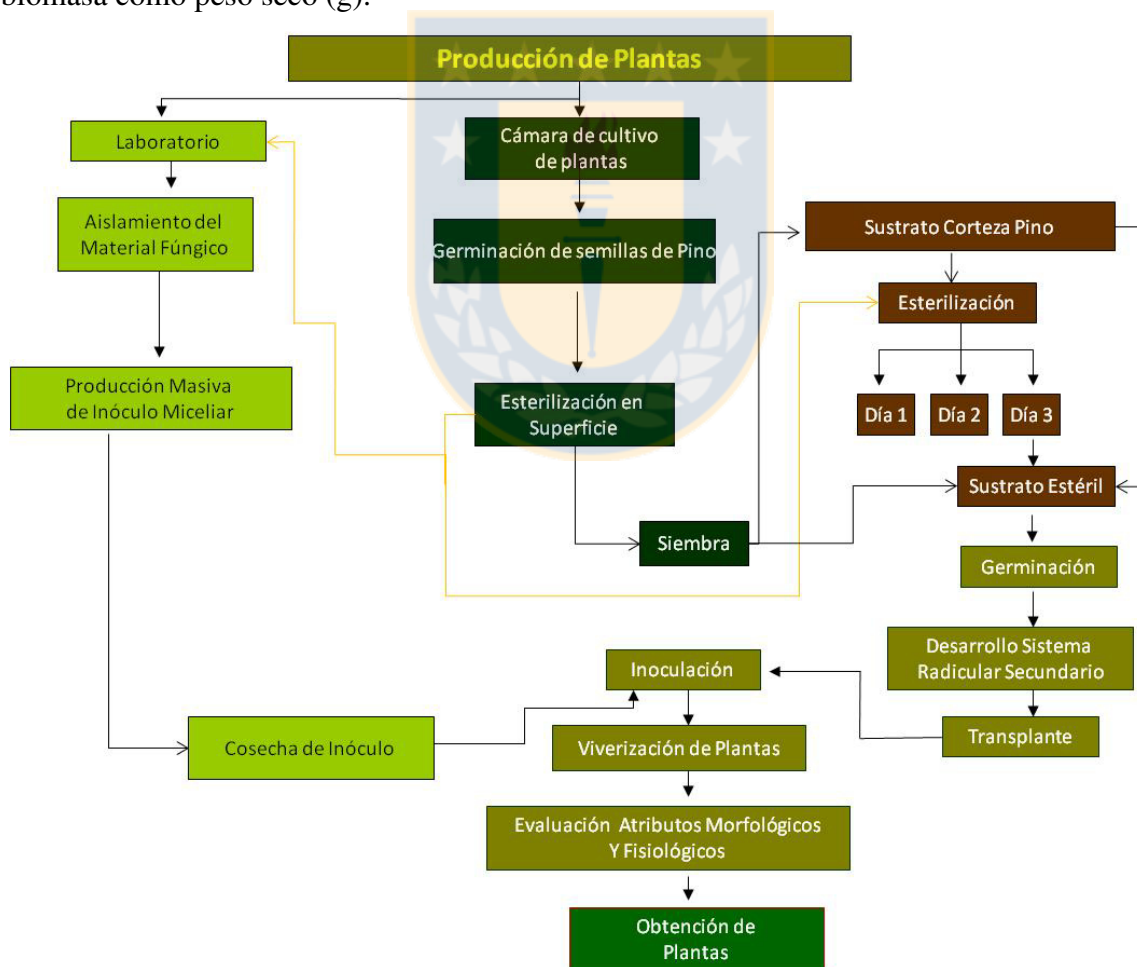 biomasa como peso seco (g).
Producción de Plantas
Laboratorio
Aislamiento del
Material Fúngico
Producción Masiva
de Inóculo Miceliar
Cosecha de Inóculo
Cámara de cultivo
de plantas
Germinación de semillas de Pino
Esterilización en
Superficie
Siembra
Sustrato Corteza Pino
Esterilización
Día 1
Día 2
Día 3
Sustrato Estéril
Germinación
Desarrollo Sistema
Radicular Secundario
Transplante
Inoculación
Viverización de Plantas
Evaluación Atributos Morfológicos
Y Fisiológicos
Obtención de
Plantas